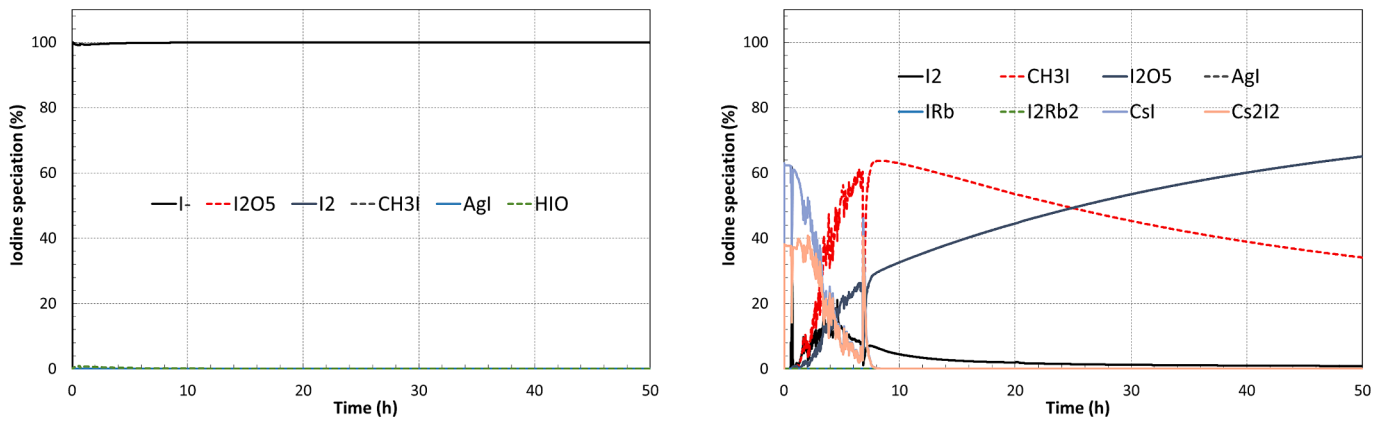 Iodine speciation (%)
100
80
60
40
20
0
I- I2O5 I2 CH3I AgI HIO
0 10 20 30 40 50
Time (h)
Iodine speciation (%)
100
80
60
40
20
0
I2 CH3I I2O5 AgI
IRb I2Rb2 CsI Cs2I2
0 10 20 30 40 50
Time (h)